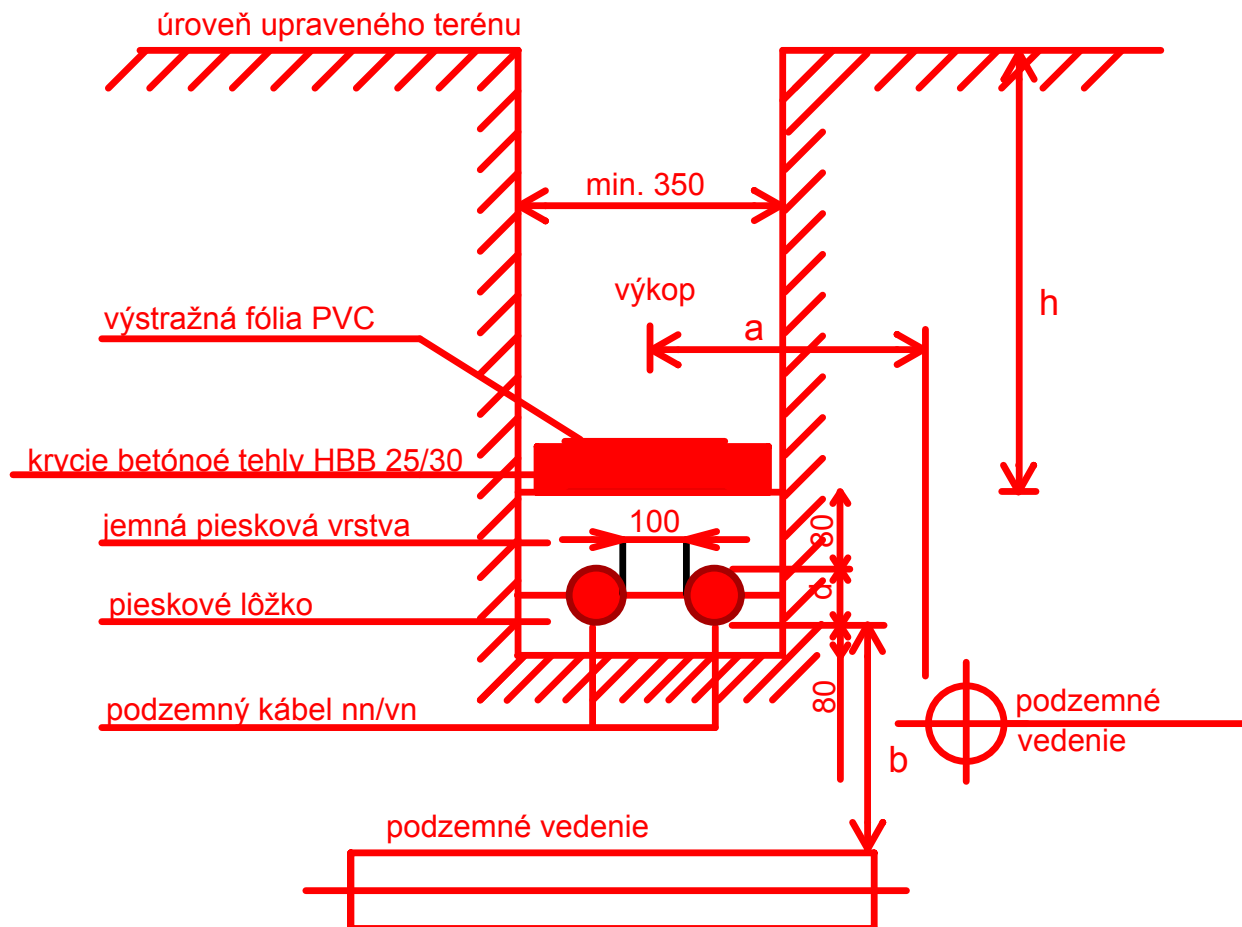 úroveň upraveného terénu
min. 350
výkop
h
a
výstražná fólia PVC
krycie betónoé tehly HBB 25/30
jemná piesková vrstva
100
80
pieskové lôžko
d
80
podzemný kábel nn/vn
podzemné
vedenie
b
podzemné vedenie